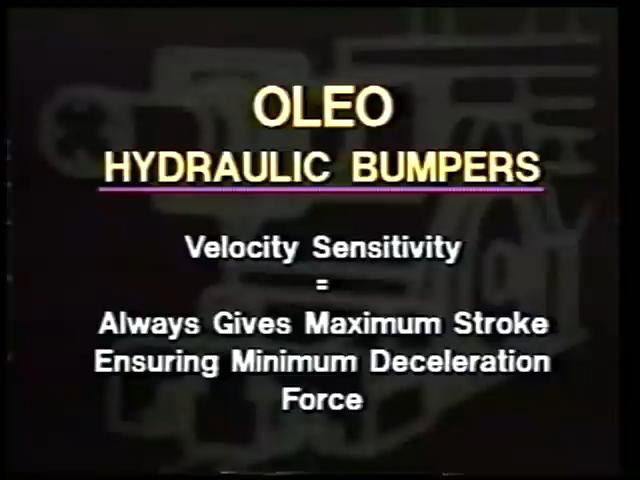 OLEO
HYDRAULIC BUMPERS
Velocity Sensitivity
=
Always Gives Maximum Stroke
Ensuring Minimum Deceleration
Force